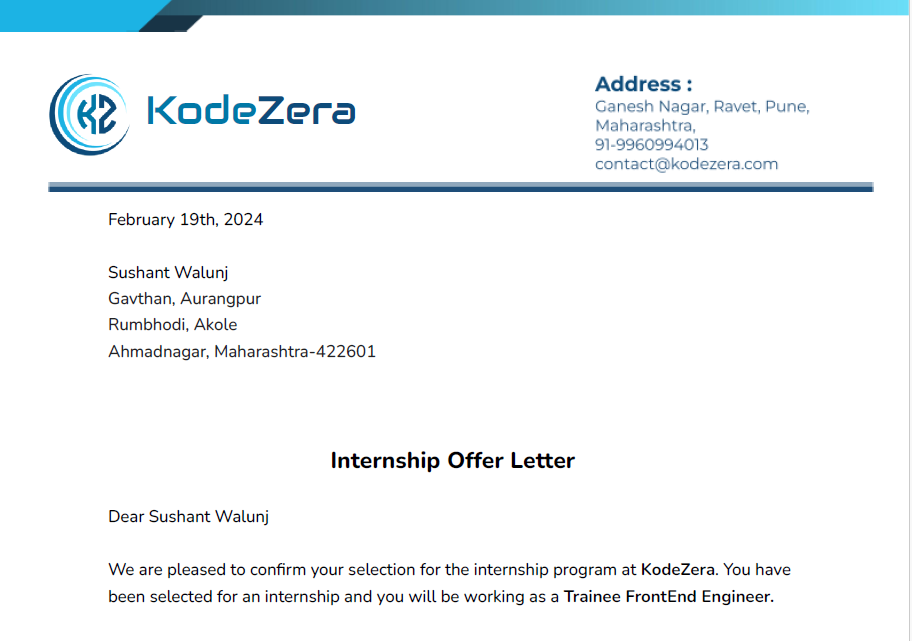 KZ KodeZera
Address :
Ganesh Nagar, Ravet, Pune,
Maharashtra,
91-9960994013
contact@kodezera.com
February 19th, 2024
Sushant Walunj
Gavthan, Aurangpur
Rumbhodi, Akole
Ahmadnagar, Maharashtra-422601
Internship Offer Letter
Dear Sushant Walunj
We are pleased to confirm your selection for the internship program at KodeZera. You have
been selected for an internship and you will be working as a Trainee FrontEnd Engineer.